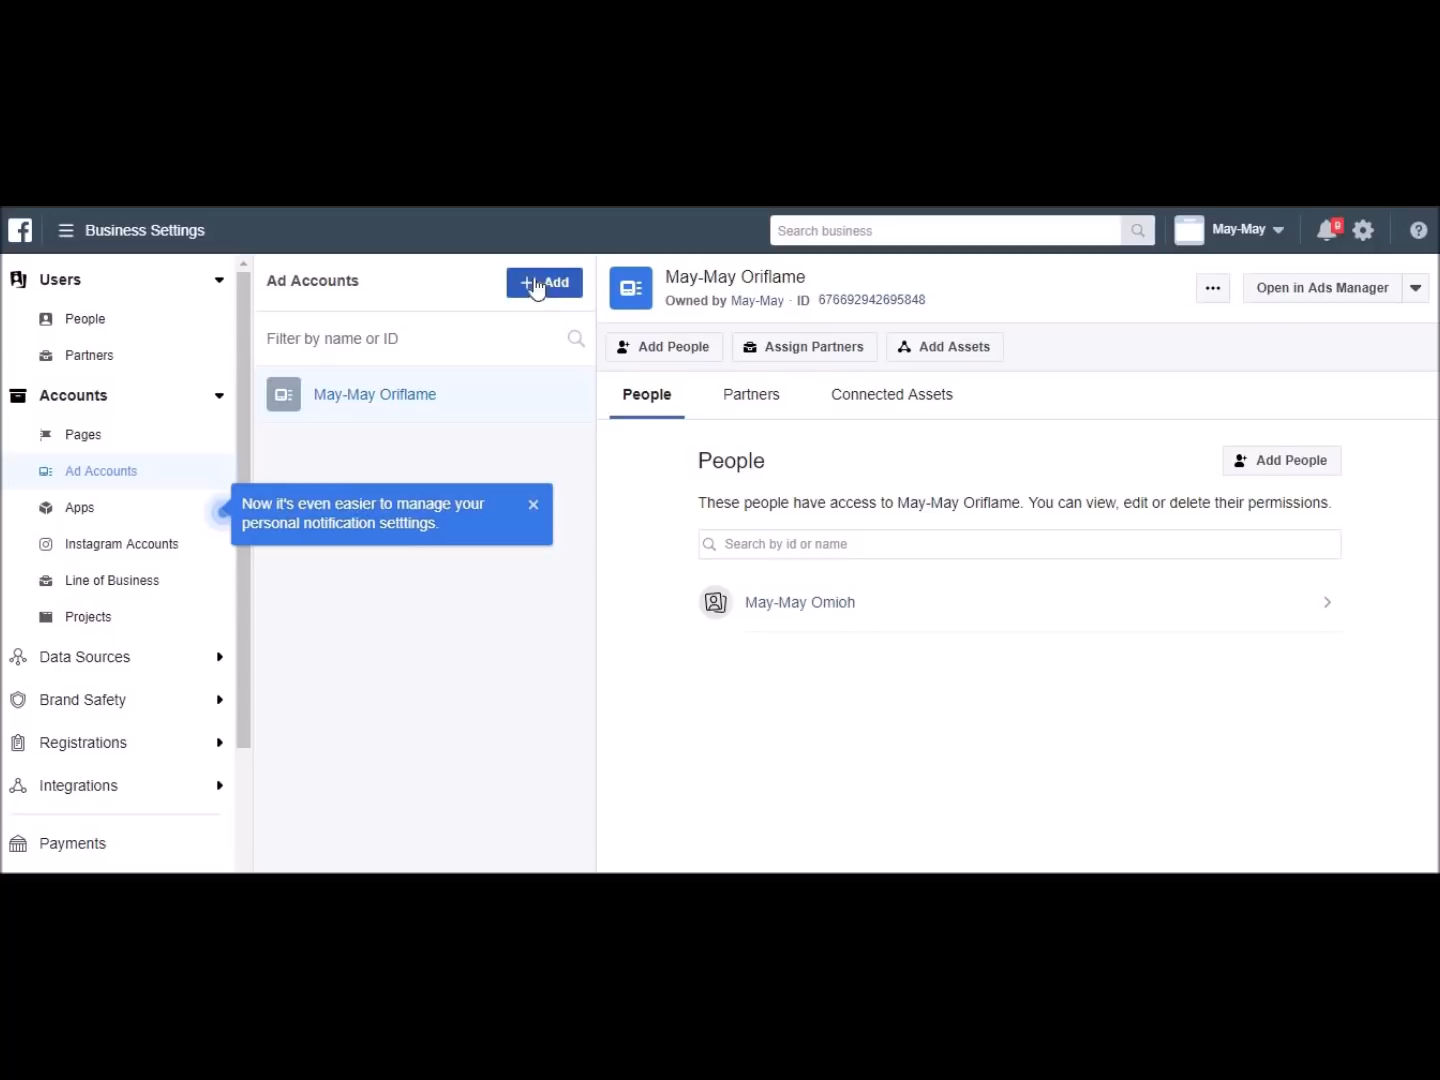 Business Settings
Search business
May-May
9
Users
People
Partners
Accounts
Pages
Ad Accounts
Apps
Instagram Accounts
Line of Business
Projects
Data Sources
Brand Safety
Registrations
Integrations
Payments
Ad Accounts
Add
Filter by name or ID
May-May Oriflame
Now it's even easier to manage your
personal notification setttings.
May-May Oriflame
Owned by May-May · ID 676692942695848
Open in Ads Manager
Add People
Assign Partners
Add Assets
People
Partners
Connected Assets
People
Add People
These people have access to May-May Oriflame. You can view, edit or delete their permissions.
Search by id or name
May-May Omioh